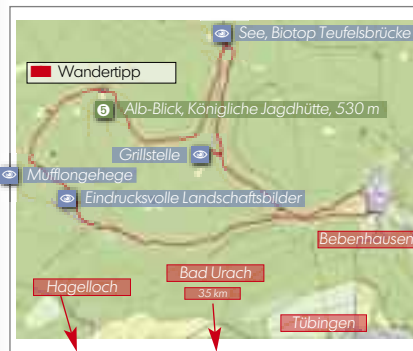 See, Biotop Teufelsbrücke
Wandertipp
5 Alb-Blick, Königliche Jagdhütte, 530 m
Grillstelle
Mufflongehege
Eindrucksvolle Landschaftsbilder
Bebenhausen
Bad Urach
35 km
Hagelloch
Tübingen